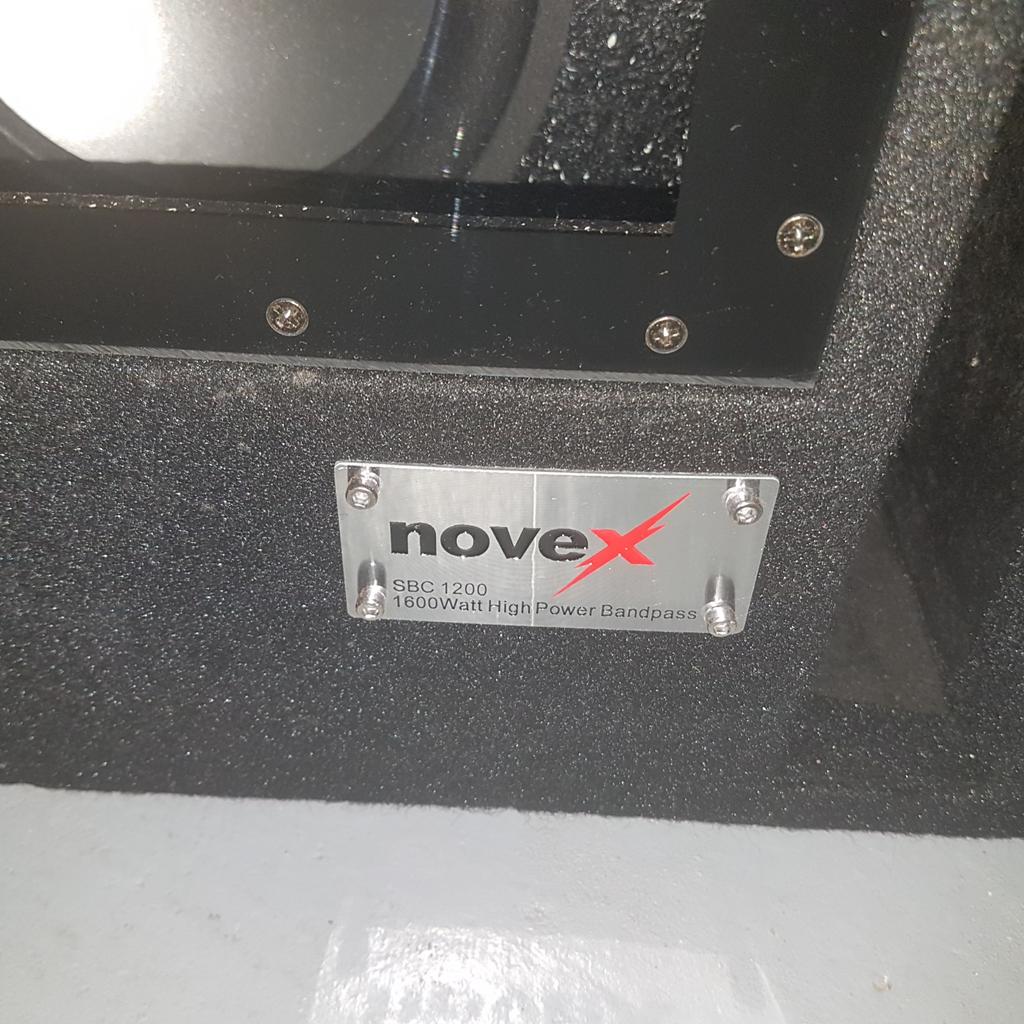 novex
SBC 1200
1600Watt High Power Bandpass